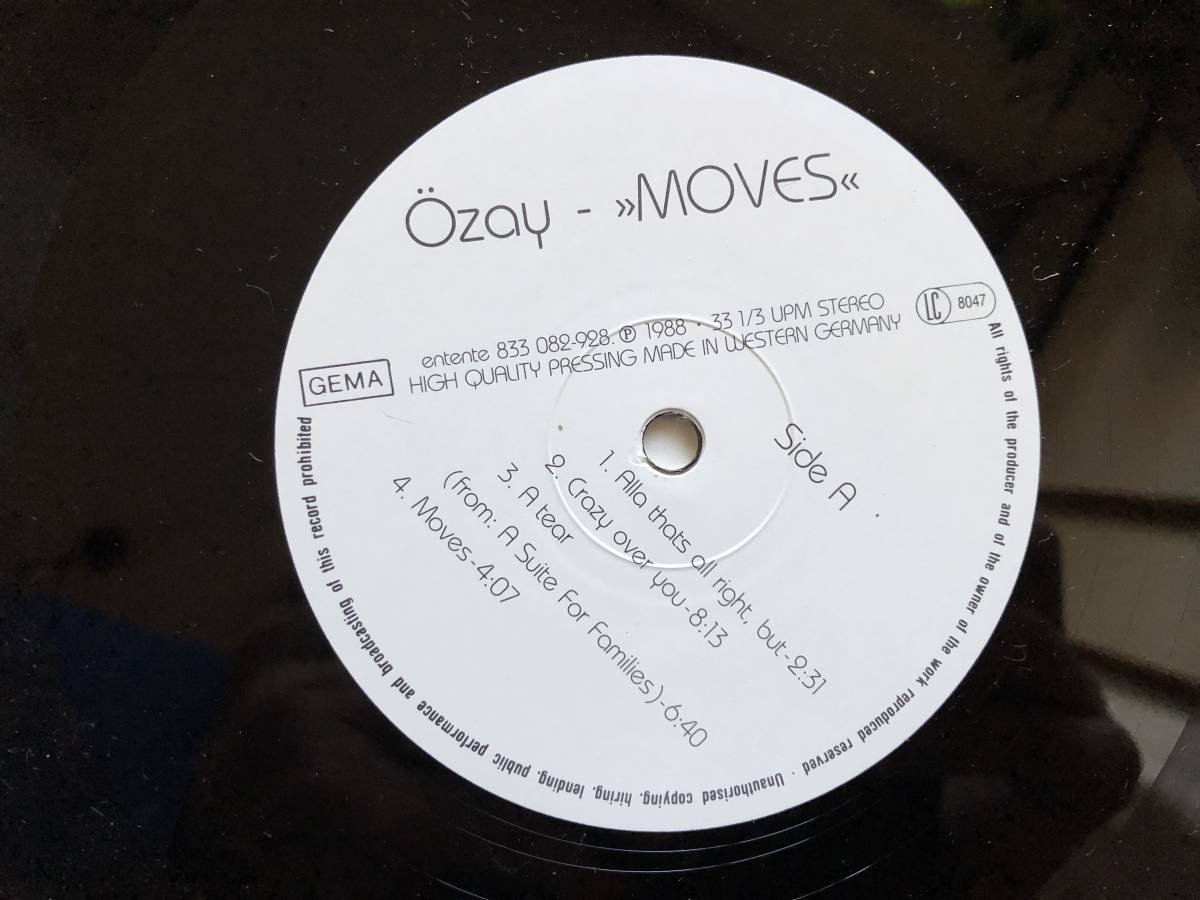 Özay - »MOVES«
entente 833 082-928. ℗ 1988 · 33 1/3 UPM STEREO
HIGH QUALITY PRESSING MADE IN WESTERN GERMANY
GEMA
LC 8047
Side A
1. Alla thats all right, but-2:31
2. Crazy over you-8:13
3. A tear
(from: A Suite For Families)-6:40
4. Moves-4:07
All rights of the producer and of the owner of the work reproduced reserved · Unauthorised copying, hiring, lending, public performance and broadcasting of this record prohibited